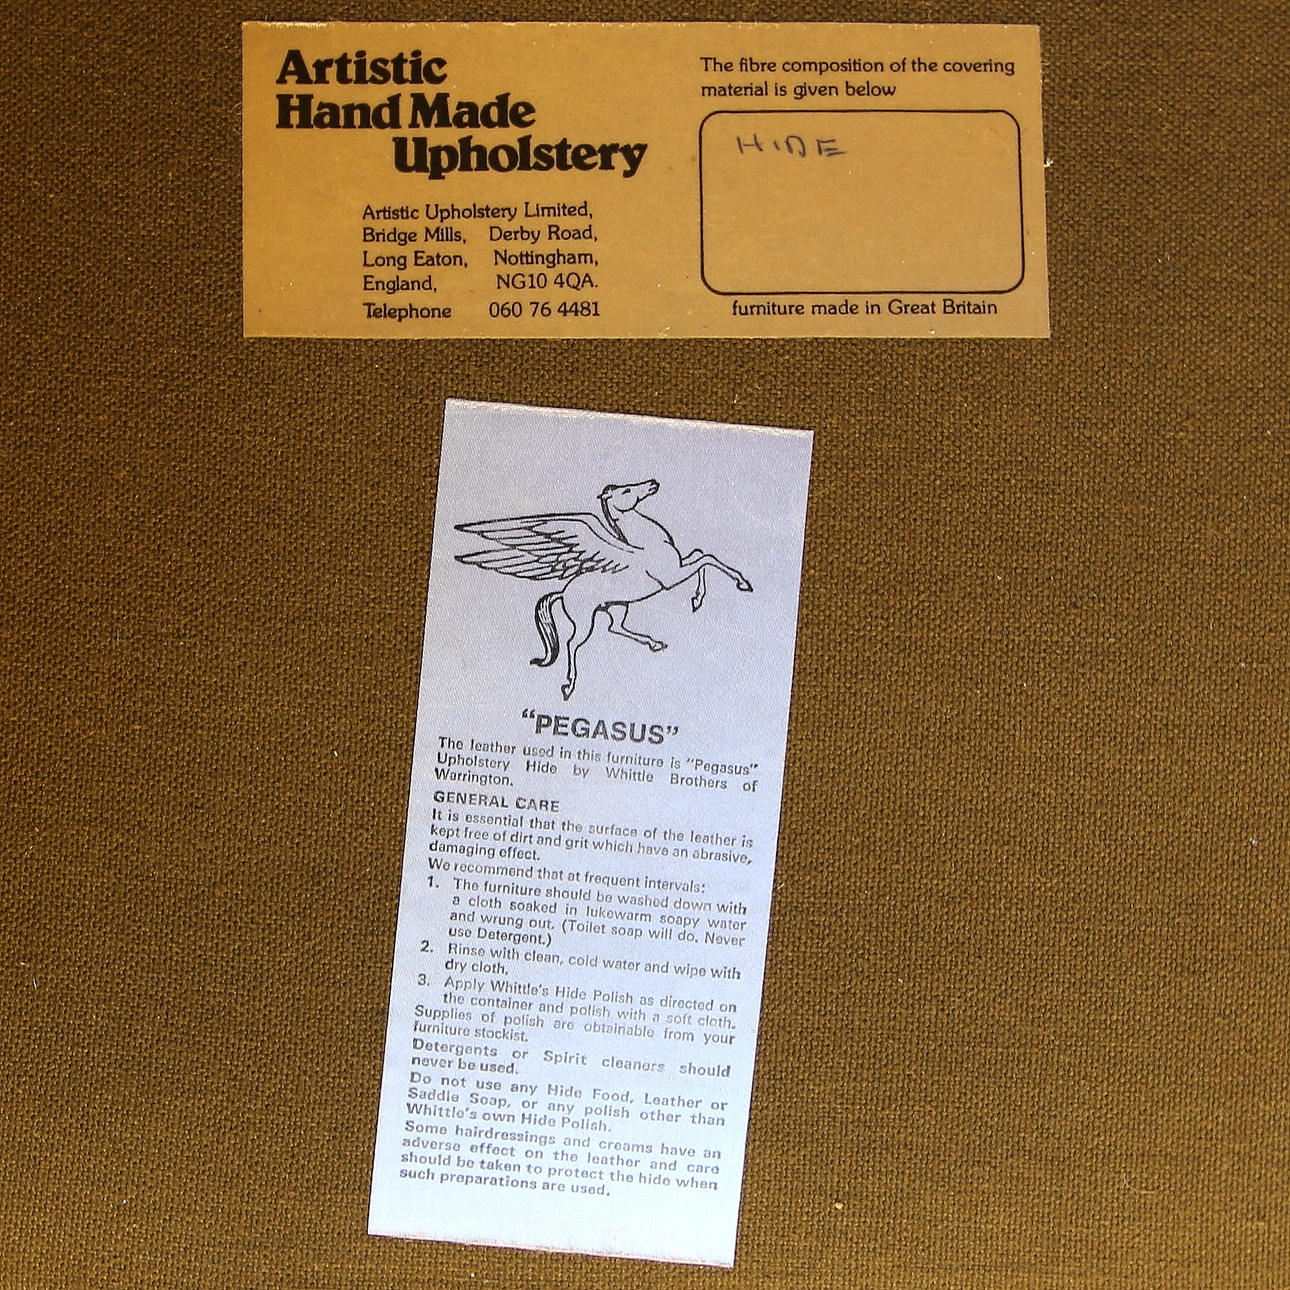 Artistic
Hand Made
Upholstery
Artistic Upholstery Limited,
Bridge Mills, Derby Road,
Long Eaton, Nottingham,
England, NG10 4QA.
Telephone 060 76 4481
The fibre composition of the covering
material is given below
HIDE
furniture made in Great Britain
"PEGASUS"
The leather used in this furniture is "Pegasus"
Upholstery Hide by Whittle Brothers of
Warrington.
GENERAL CARE
It is essential that the surface of the leather is
kept free of dirt and grit which have an abrasive,
damaging effect.
We recommend that at frequent intervals:
1. The furniture should be washed down with
a cloth soaked in lukewarm soapy water
and wrung out. (Toilet soap will do. Never
use Detergent.)
2. Rinse with clean, cold water and wipe with
dry cloth.
3. Apply Whittle's Hide Polish as directed on
the container and polish with a soft cloth.
Supplies of polish are obtainable from your
furniture stockist.
Detergents or Spirit cleaners should
never be used.
Do not use any Hide Food, Leather or
Saddle Soap, or any polish other than
Whittle's own Hide Polish.
Some hairdressings and creams have an
adverse effect on the leather and care
should be taken to protect the hide when
such preparations are used.